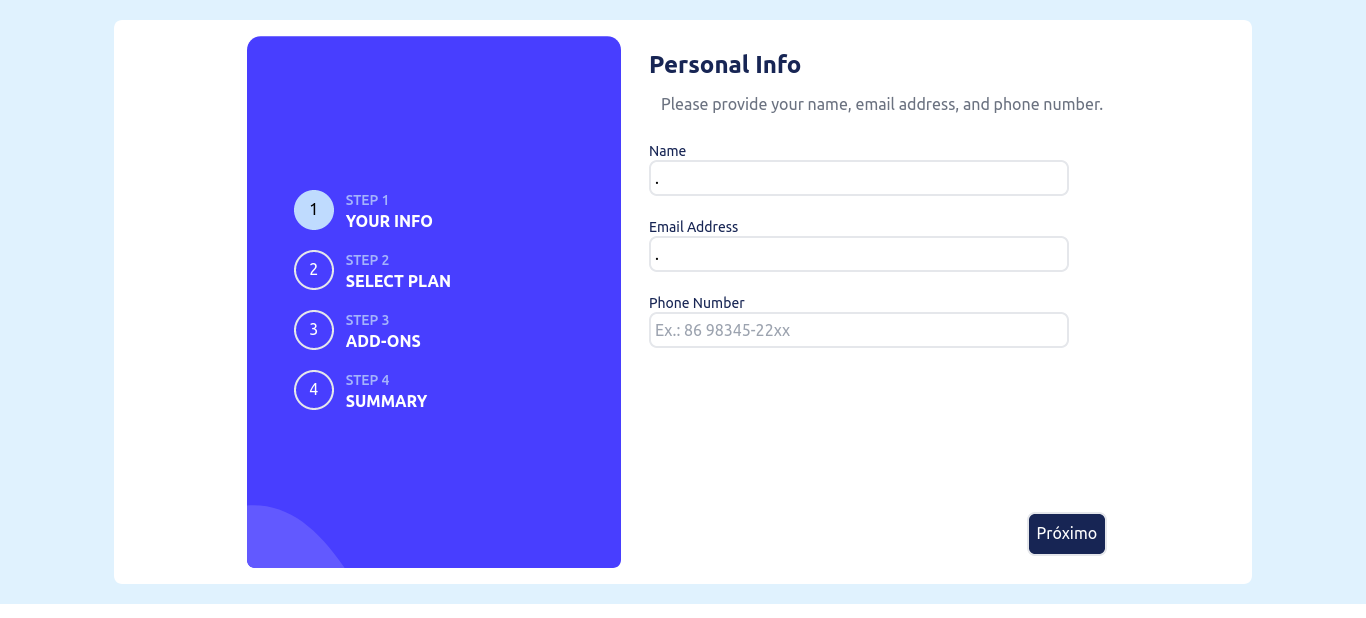 1
STEP 1
YOUR INFO
2
STEP 2
SELECT PLAN
3
STEP 3
ADD-ONS
4
STEP 4
SUMMARY
Personal Info
Please provide your name, email address, and phone number.
Name
.
Email Address
.
Phone Number
Ex.: 86 98345-22xx
Próximo